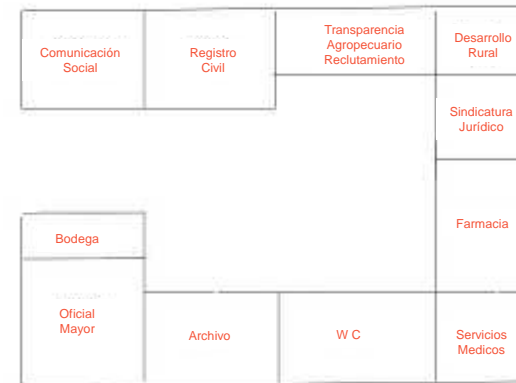 Comunicación
Social
Registro
Civil
Transparencia
Agropecuario
Reclutamiento
Desarrollo
Rural
Sindicatura
Jurídico
Farmacia
Bodega
Oficial
Mayor
Archivo
W C
Servicios
Medicos